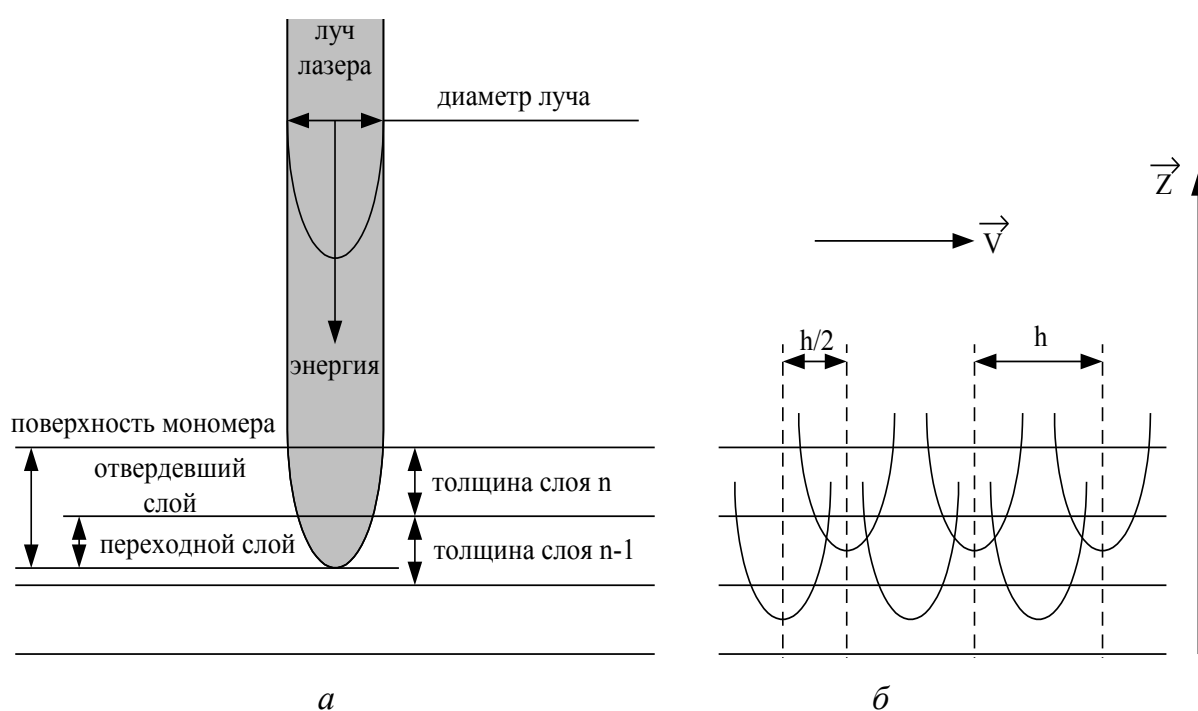 луч
лазера
диаметр луча
энергия
поверхность мономера
отвердевший
слой
переходной слой
толщина слоя n
толщина слоя n-1
а
Z
V
h/2
h
б